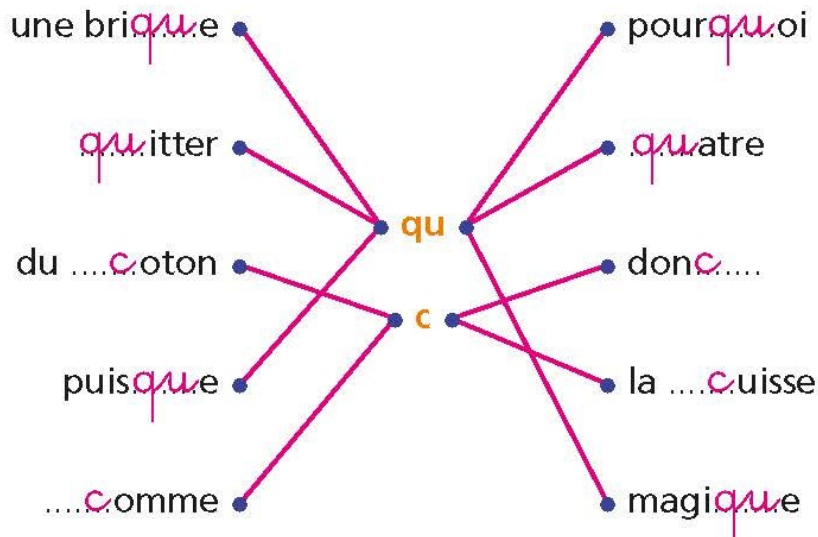 une brique
pourquoi
quitter
quatre
qu
du ....coton
donc.....
c
puisque
la ....cuisse
....comme
magique